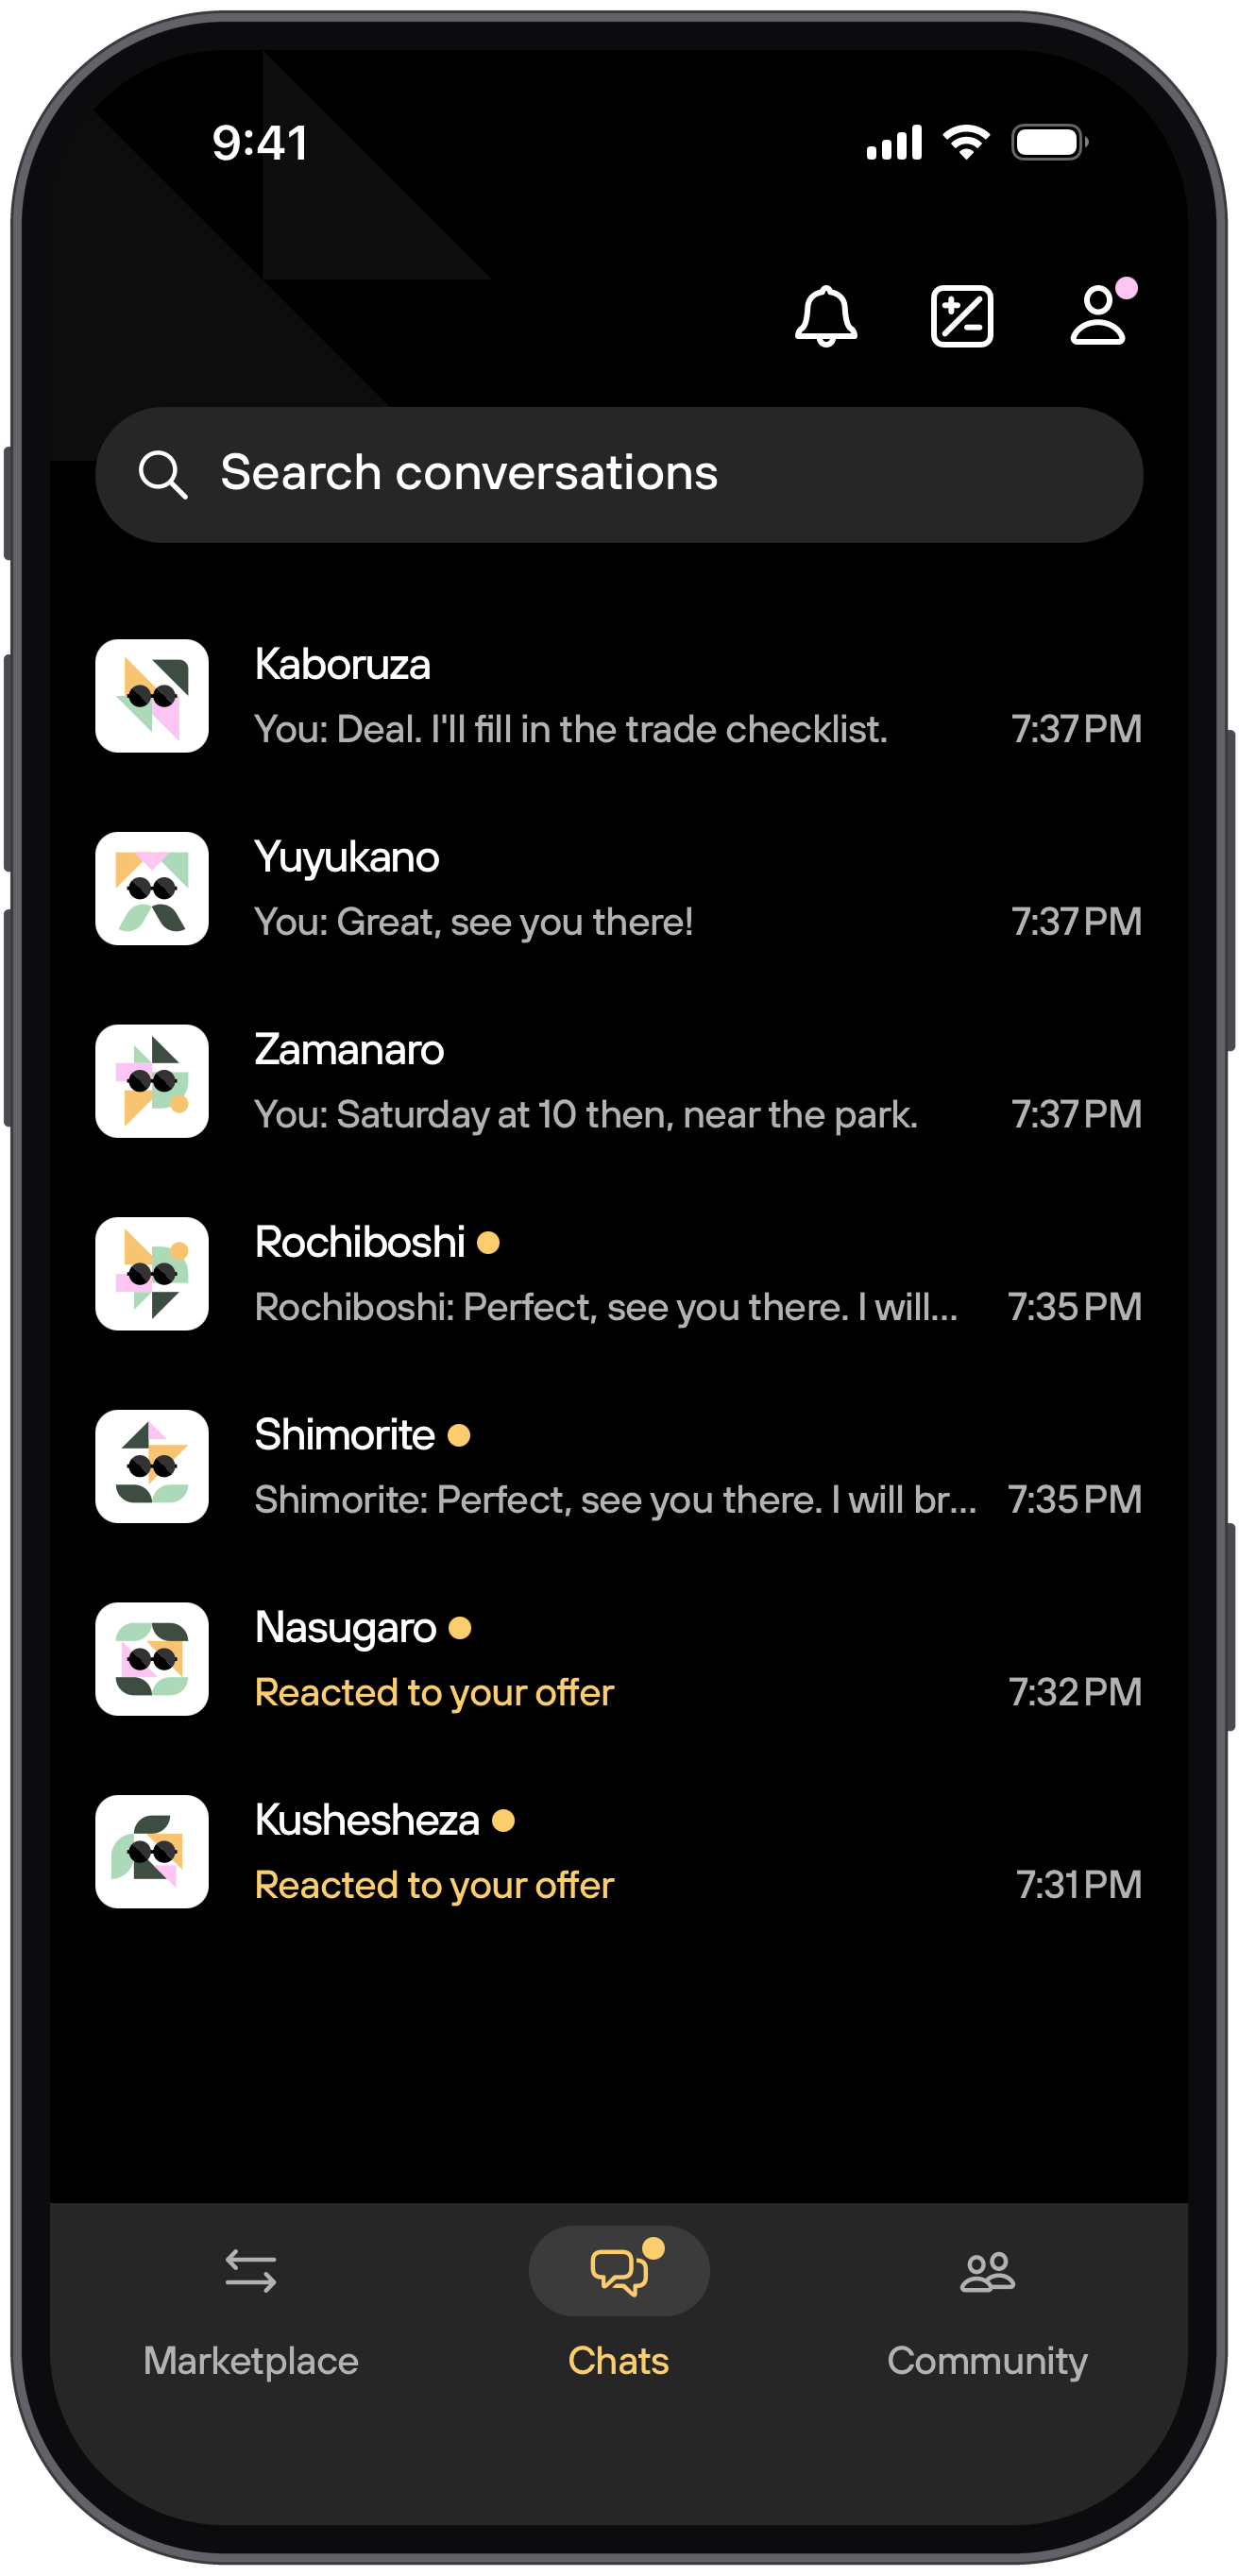 9:41
Search conversations
Kaboruza
You: Deal. I'll fill in the trade checklist. 7:37 PM
Yuyukano
You: Great, see you there! 7:37 PM
Zamanaro
You: Saturday at 10 then, near the park. 7:37 PM
Rochiboshi
Rochiboshi: Perfect, see you there. I will... 7:35 PM
Shimorite
Shimorite: Perfect, see you there. I will br... 7:35 PM
Nasugaro
Reacted to your offer 7:32 PM
Kushesheza
Reacted to your offer 7:31 PM
Marketplace Chats Community